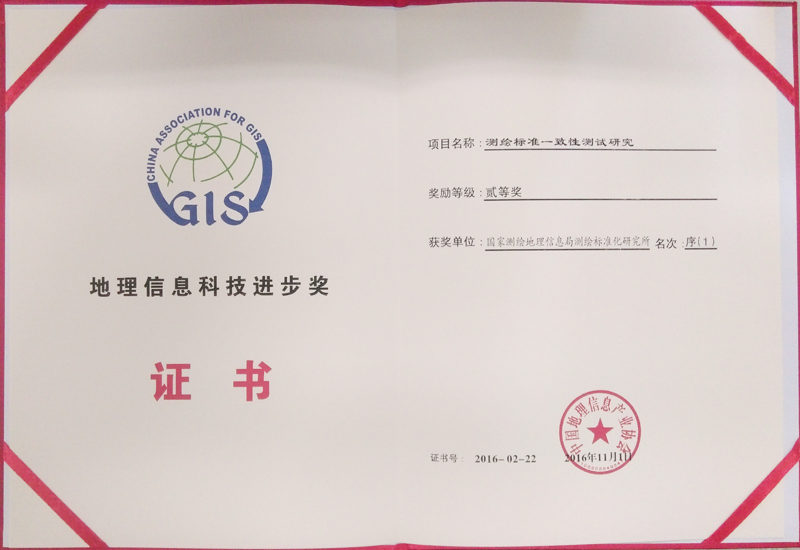 CHINA ASSOCIATION FOR GIS
GIS
地理信息科技进步奖
证书
项目名称：测绘标准一致性测试研究
奖励等级：贰等奖
获奖单位：国家测绘地理信息局测绘标准化研究所 名次：序(1)
中国地理信息产业协会
证书号： 2016-02-22
2016年11月1日